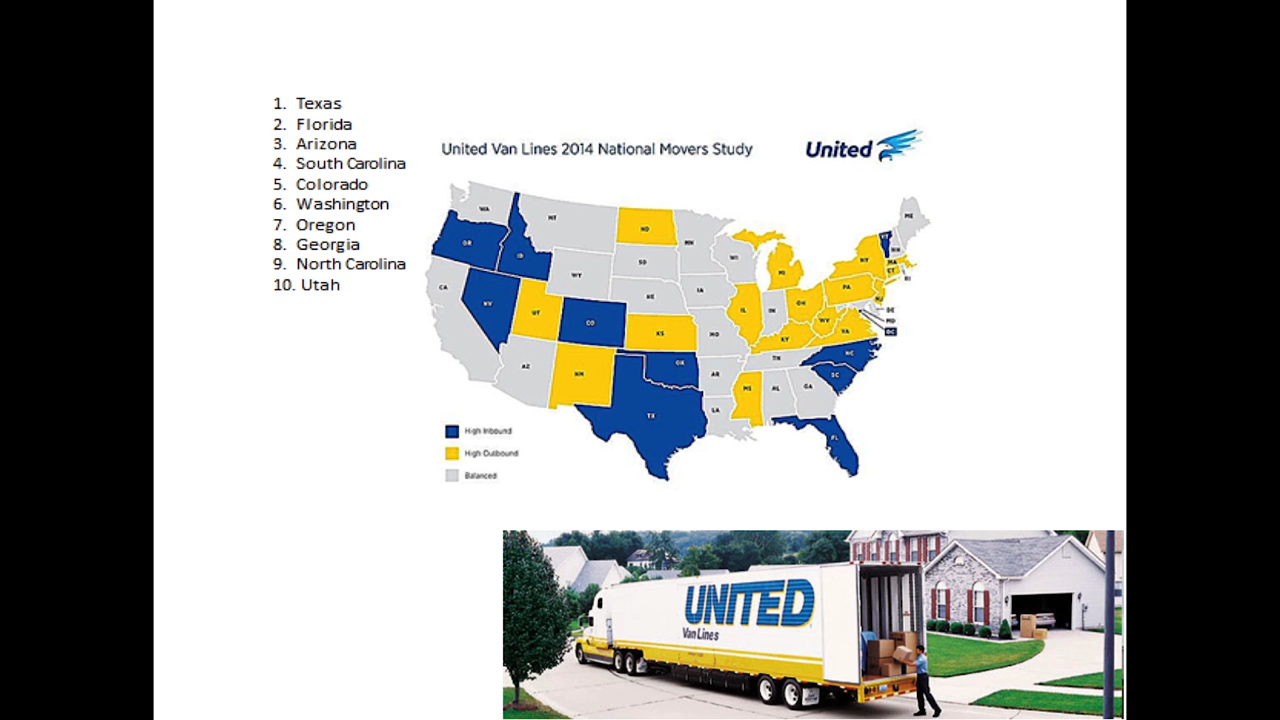 1. Texas
2. Florida
3. Arizona
4. South Carolina
5. Colorado
6. Washington
7. Oregon
8. Georgia
9. North Carolina
10. Utah
United Van Lines 2014 National Movers Study
United
WA
MT
ND
MN
ME
OR
ID
SD
WI
MI
NY
VT
NH
MA
CT
RI
WY
IA
PA
NJ
CA
NV
UT
CO
NE
IL
IN
OH
WV
VA
DE
MD
DC
KS
MO
KY
AZ
NM
OK
AR
TN
NC
SC
TX
LA
MS
AL
GA
FL
High Inbound
High Outbound
Balanced
UNITED
Van Lines